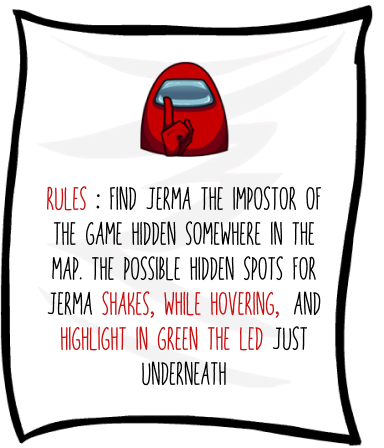 RULES : FIND JERMA THE IMPOSTOR OF
THE GAME HIDDEN SOMEWHERE IN THE
MAP. THE POSSIBLE HIDDEN SPOTS FOR
JERMA SHAKES, WHILE HOVERING, AND
HIGHLIGHT IN GREEN THE LED JUST
UNDERNEATH